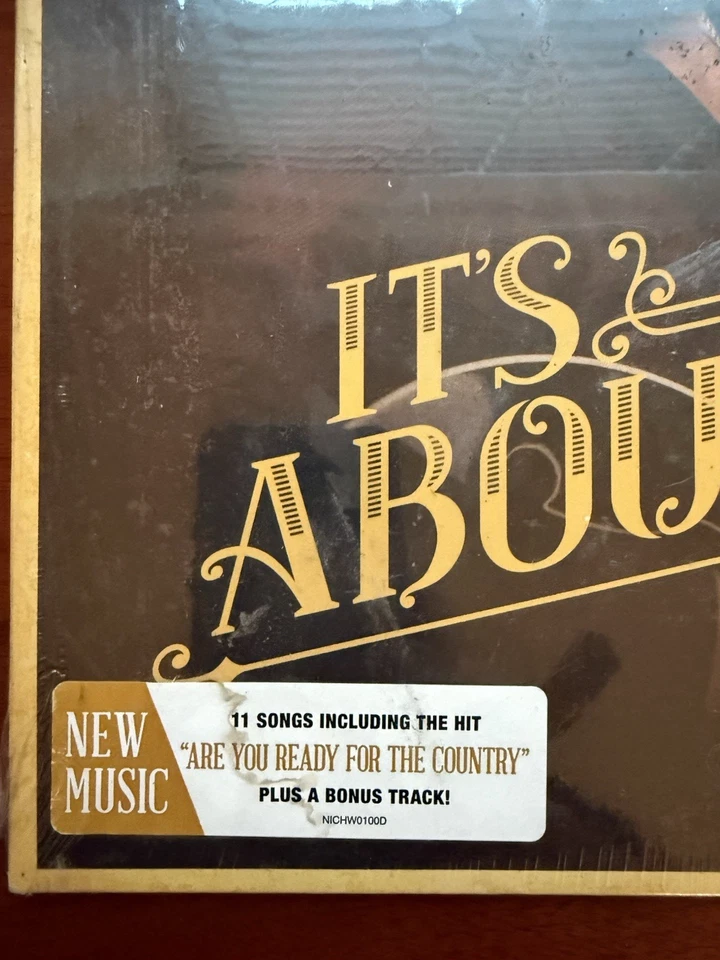 IT'S
ABOU
NEW
MUSIC
11 SONGS INCLUDING THE HIT
“ARE YOU READY FOR THE COUNTRY”
PLUS A BONUS TRACK!
NICHW0100D